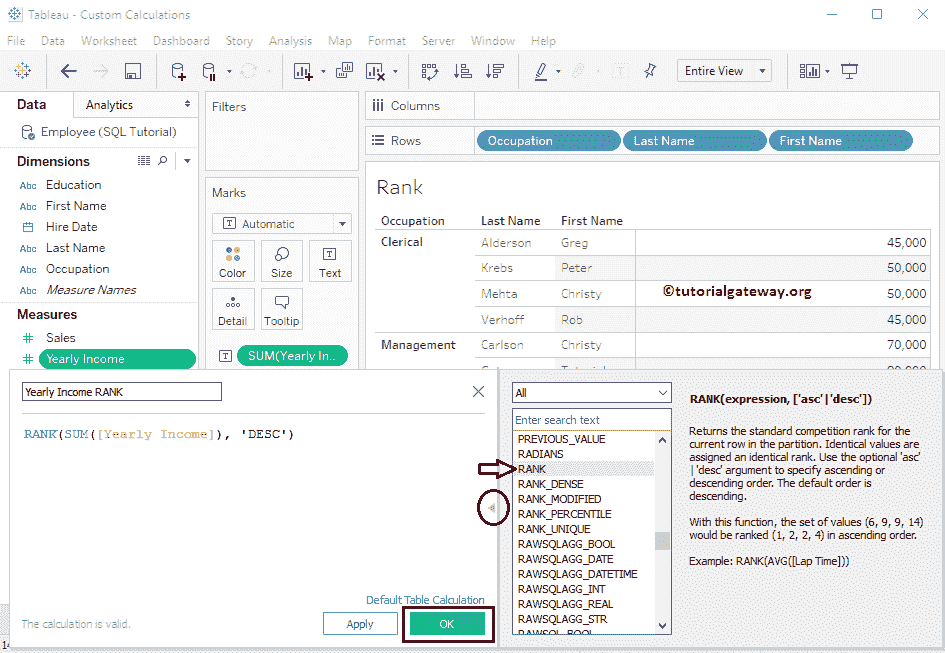 Tableau - Custom Calculations
File Data Worksheet Dashboard Story Analysis Map Format Server Window Help
Entire View
Data Analytics
Employee (SQL Tutorial)
Dimensions
Abc Education
Abc First Name
Hire Date
Abc Last Name
Abc Occupation
Abc Measure Names
Measures
Sales
Yearly Income
Filters
Marks
T Automatic
Color Size Text
Detail Tooltip
T SUM(Yearly In..
Columns
Rows Occupation Last Name First Name
Rank
Occupation Last Name First Name
Clerical Alderson Greg 45,000
Krebs Peter 50,000
Mehta Christy 50,000
©tutorialgateway.org
Verhoff Rob 45,000
Management Carlson Christy 70,000
Yearly Income RANK
RANK(SUM([Yearly Income]), 'DESC')
Default Table Calculation
The calculation is valid.
Apply OK
All
Enter search text
PREVIOUS_VALUE
RADIANS
RANK
RANK_DENSE
RANK_MODIFIED
RANK_PERCENTILE
RANK_UNIQUE
RAWSQLAGG_BOOL
RAWSQLAGG_DATE
RAWSQLAGG_DATETIME
RAWSQLAGG_INT
RAWSQLAGG_REAL
RAWSQLAGG_STR
RAWSQL_BOOL
RANK(expression, ['asc'|'desc'])
Returns the standard competition rank for the
current row in the partition. Identical values are
assigned an identical rank. Use the optional 'asc'
|'desc' argument to specify ascending or
descending order. The default order is
descending.
With this function, the set of values (6, 9, 9, 14)
would be ranked (1, 2, 2, 4) in ascending order.
Example: RANK(AVG([Lap Time]))